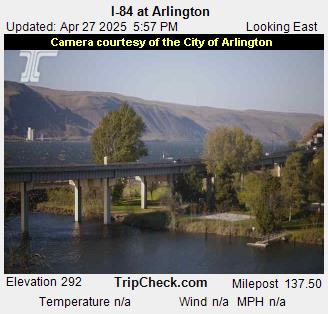 I-84 at Arlington
Updated: Apr 27 2025 5:57 PM Looking East
Camera courtesy of the City of Arlington
Elevation 292 TripCheck.com Milepost 137.50
Temperature n/a Wind n/a MPH n/a